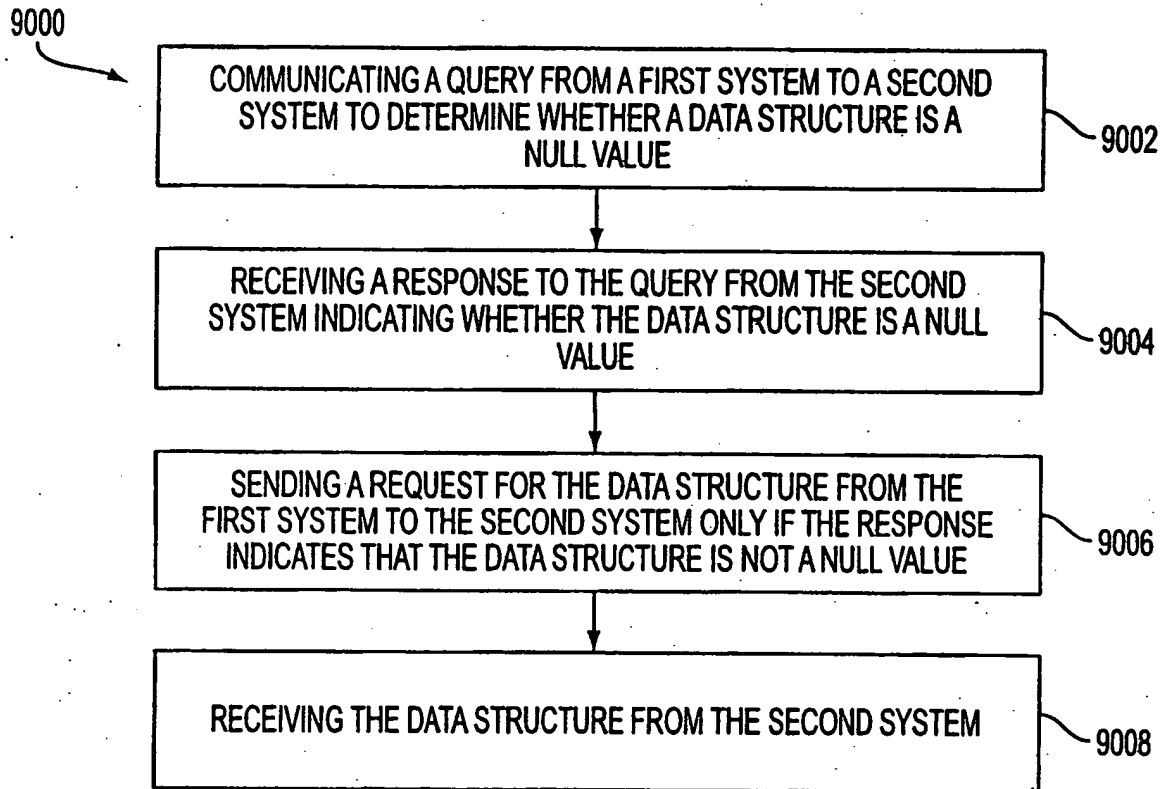 9000
COMMUNICATING A QUERY FROM A FIRST SYSTEM TO A SECOND
SYSTEM TO DETERMINE WHETHER A DATA STRUCTURE IS A
NULL VALUE
9002
RECEIVING A RESPONSE TO THE QUERY FROM THE SECOND
SYSTEM INDICATING WHETHER THE DATA STRUCTURE IS A NULL
VALUE
9004
SENDING A REQUEST FOR THE DATA STRUCTURE FROM THE
FIRST SYSTEM TO THE SECOND SYSTEM ONLY IF THE RESPONSE
INDICATES THAT THE DATA STRUCTURE IS NOT A NULL VALUE
9006
RECEIVING THE DATA STRUCTURE FROM THE SECOND SYSTEM
9008